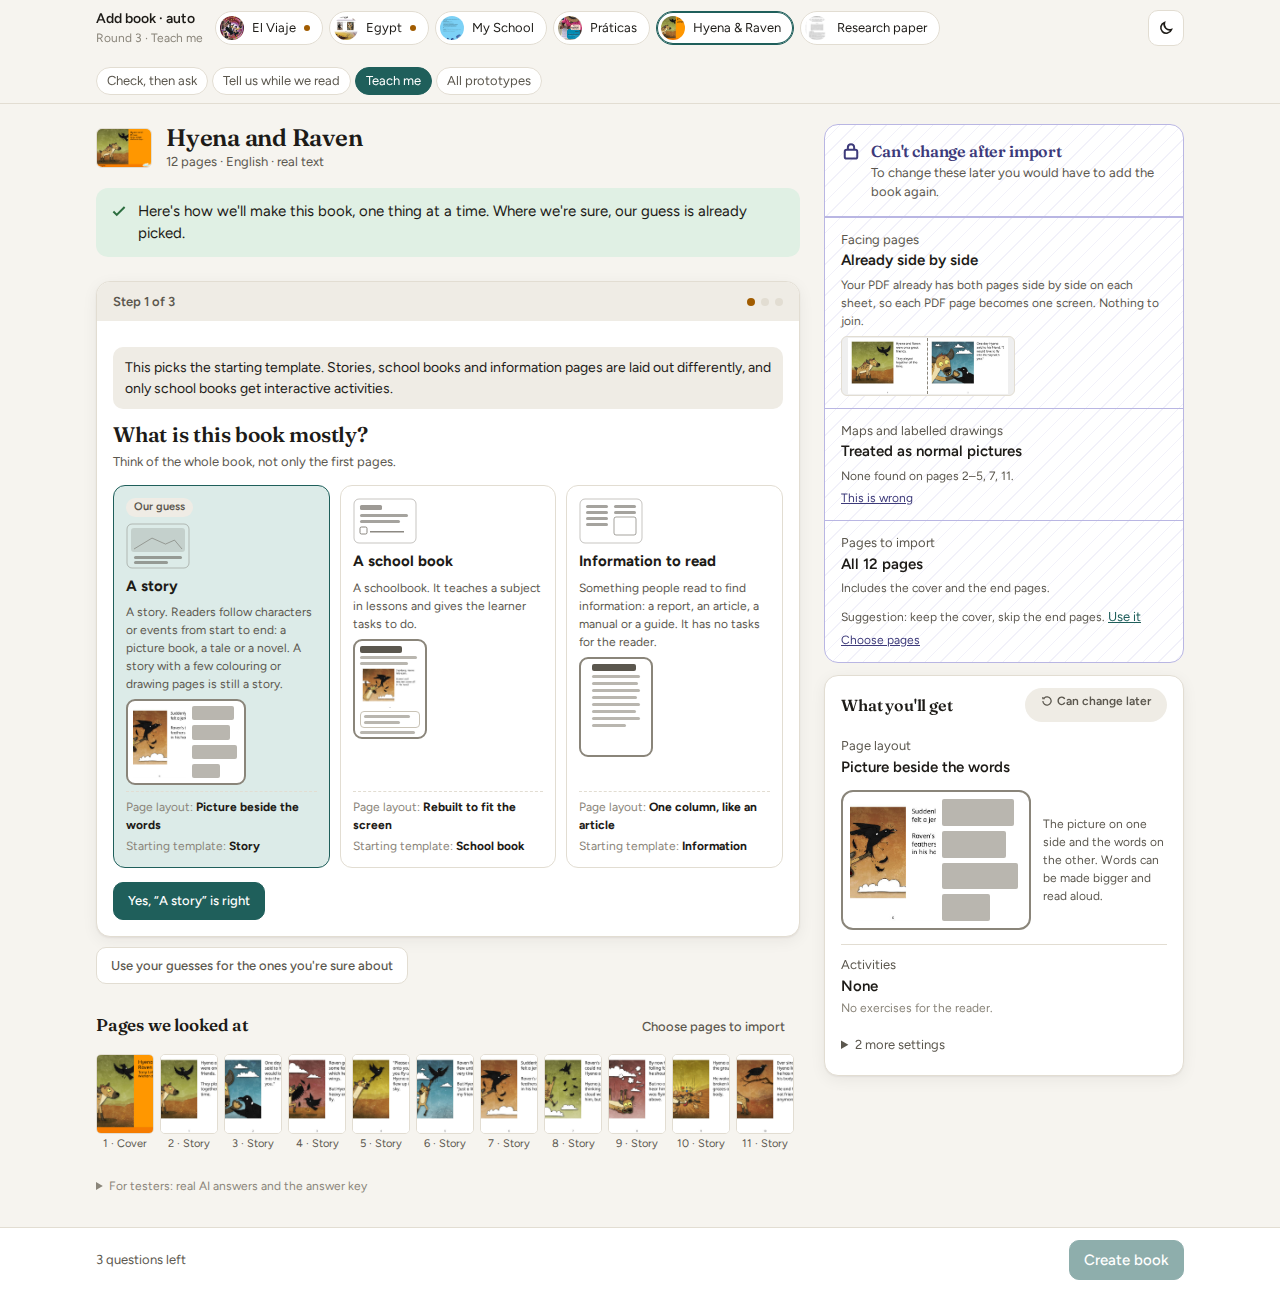 Add book · auto
Round 3 · Teach me
El Viaje
Egypt
My School
Práticas
Hyena & Raven
Research paper
Check, then ask
Tell us while we read
Teach me
All prototypes
Hyena and Raven
12 pages · English · real text
Here's how we'll make this book, one thing at a time. Where we're sure, our guess is already
picked.
Step 1 of 3
This picks the starting template. Stories, school books and information pages are laid out differently, and
only school books get interactive activities.
What is this book mostly?
Think of the whole book, not only the first pages.
Our guess
A story
A story. Readers follow characters
or events from start to end: a
picture book, a tale or a novel. A
story with a few colouring or
drawing pages is still a story.
Page layout: Picture beside the
words
Starting template: Story
A school book
A schoolbook. It teaches a subject
in lessons and gives the learner
tasks to do.
Page layout: Rebuilt to fit the
screen
Starting template: School book
Information to read
Something people read to find
information: a report, an article, a
manual or a guide. It has no tasks
for the reader.
Page layout: One column, like an
article
Starting template: Information
Yes, “A story” is right
Use your guesses for the ones you're sure about
Pages we looked at
Choose pages to import
1 · Cover
2 · Story
3 · Story
4 · Story
5 · Story
6 · Story
7 · Story
8 · Story
9 · Story
10 · Story
11 · Story
For testers: real AI answers and the answer key
3 questions left
Create book
Can't change after import
To change these later you would have to add the
book again.
Facing pages
Already side by side
Your PDF already has both pages side by side on each
sheet, so each PDF page becomes one screen. Nothing to
join.
Maps and labelled drawings
Treated as normal pictures
None found on pages 2–5, 7, 11.
This is wrong
Pages to import
All 12 pages
Includes the cover and the end pages.
Suggestion: keep the cover, skip the end pages. Use it
Choose pages
What you'll get
Can change later
Page layout
Picture beside the words
The picture on one
side and the words on
the other. Words can
be made bigger and
read aloud.
Activities
None
No exercises for the reader.
2 more settings